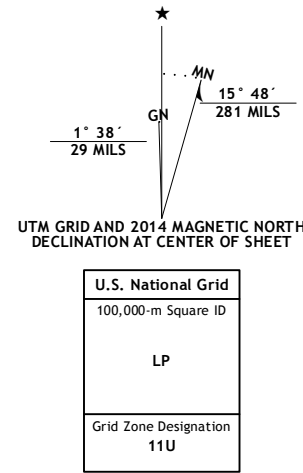 ★
MN
GN
15° 48´
281 MILS
1° 38´
29 MILS
UTM GRID AND 2014 MAGNETIC NORTH
DECLINATION AT CENTER OF SHEET
U.S. National Grid
100,000-m Square ID
LP
Grid Zone Designation
11U